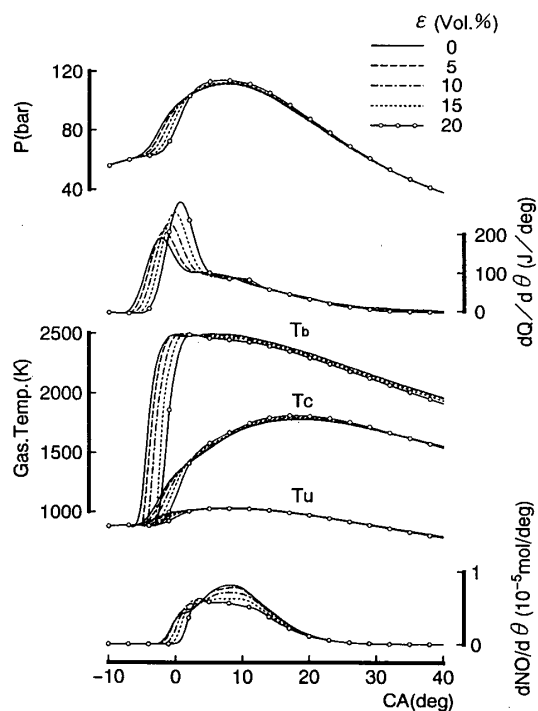 ε (Vol.%)
0
5
10
15
20
120
80
40
P(bar)
200
100
0
dQ/dθ (J/deg)
2500
2000
1500
1000
Gas.Temp.(K)
Tb
Tc
Tu
1
0
dNO/dθ (10⁻⁵mol/deg)
−10 0 10 20 30 40
CA(deg)